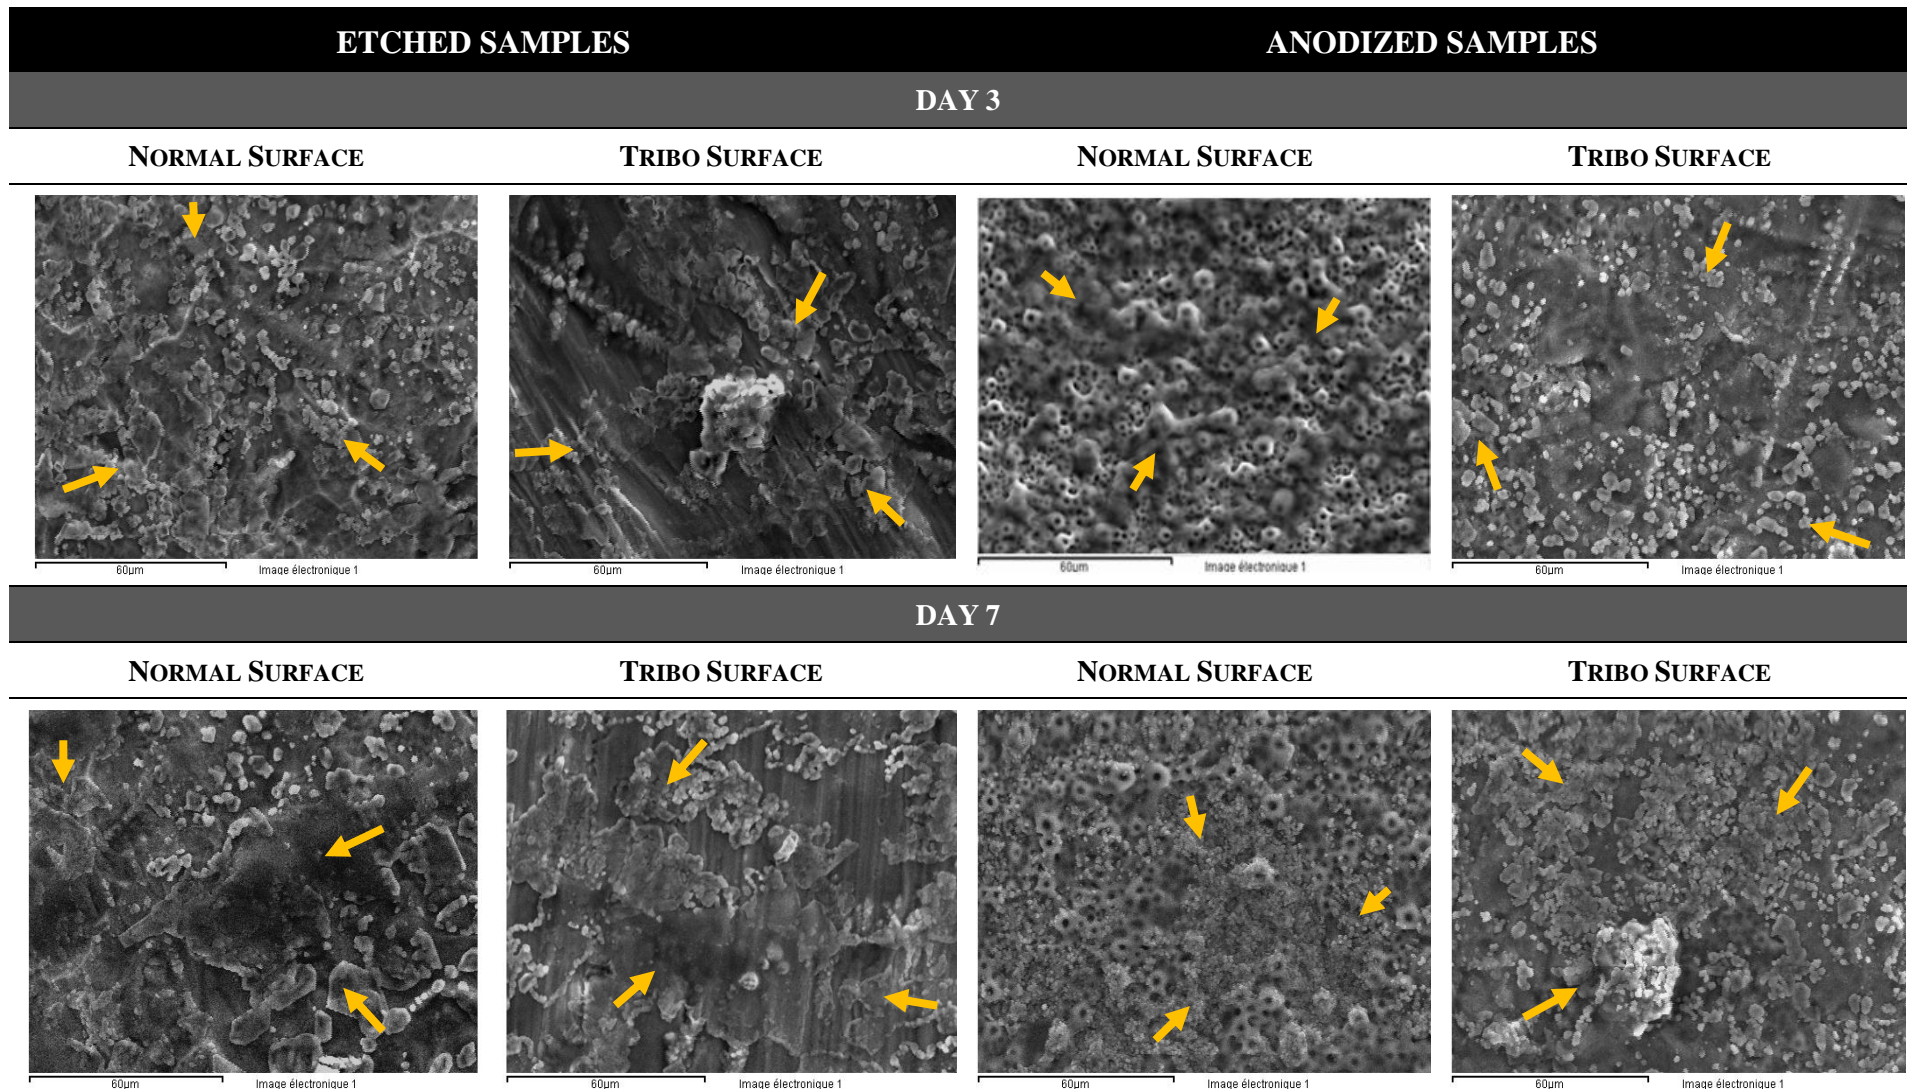 ETCHED SAMPLES ANODIZED SAMPLES
DAY 3
NORMAL SURFACE TRIBO SURFACE NORMAL SURFACE TRIBO SURFACE
60µm Image électronique 1 60µm Image électronique 1 60µm Image électronique 1 60µm Image électronique 1
DAY 7
NORMAL SURFACE TRIBO SURFACE NORMAL SURFACE TRIBO SURFACE
60µm Image électronique 1 60µm Image électronique 1 60µm Image électronique 1 60µm Image électronique 1